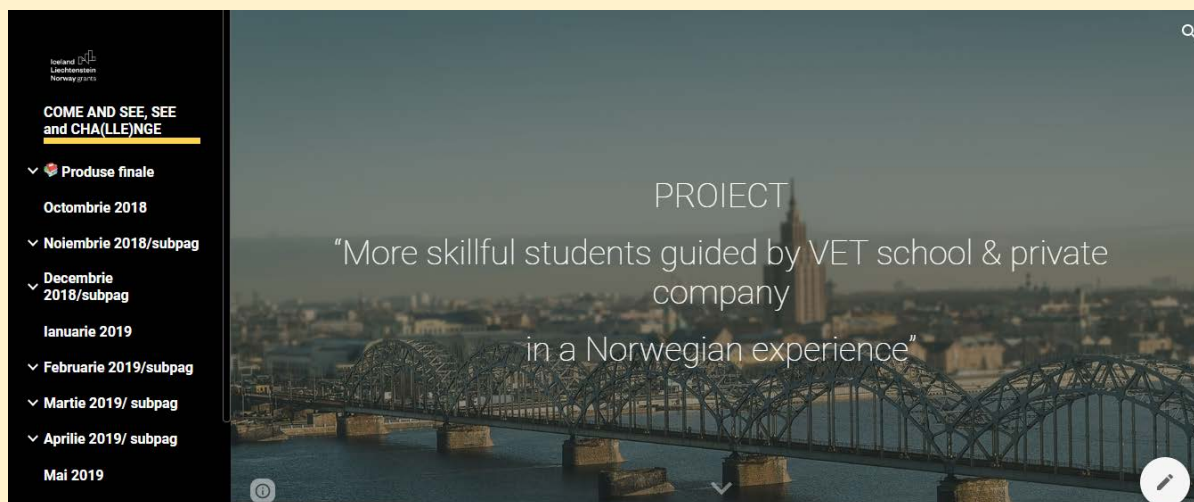 Iceland
Liechtenstein
Norway grants
COME AND SEE, SEE
and CHA(LLE)NGE
Produse finale
Octombrie 2018
Noiembrie 2018/subpag
Decembrie
2018/subpag
Ianuarie 2019
Februarie 2019/subpag
Martie 2019/ subpag
Aprilie 2019/ subpag
Mai 2019
PROIECT
“More skillful students guided by VET school & private
company
in a Norwegian experience”